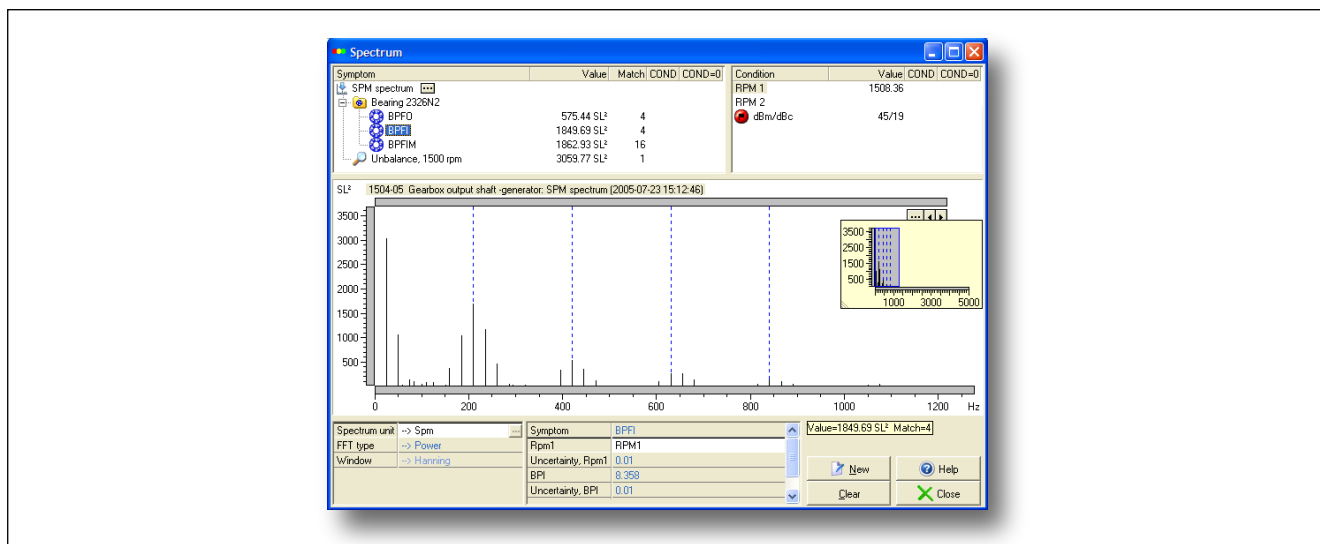 Spectrum
Symptom Value Match COND COND=0
SPM spectrum ...
Bearing 2326N2
BPFO 575.44 SL² 4
BPFI 1849.69 SL² 4
BPFIM 1862.93 SL² 16
Unbalance, 1500 rpm 3059.77 SL² 1
Condition Value COND COND=0
RPM 1 1508.36
RPM 2
dBm/dBc 45/19
SL² 1504-05 Gearbox output shaft -generator: SPM spectrum (2005-07-23 15:12:46)
...
3500
3000
2500
2000
1500
1000
500
3500
2500
1500
500
1000 3000 5000
0 200 400 600 800 1000 1200 Hz
Spectrum unit --> Spm ...
FFT type --> Power
Window --> Hanning
Symptom BPFI
Rpm1 RPM1
Uncertainty, Rpm1 0.01
BPI 8.358
Uncertainty, BPI 0.01
Value=1849.69 SL² Match=4
New Help
Clear Close